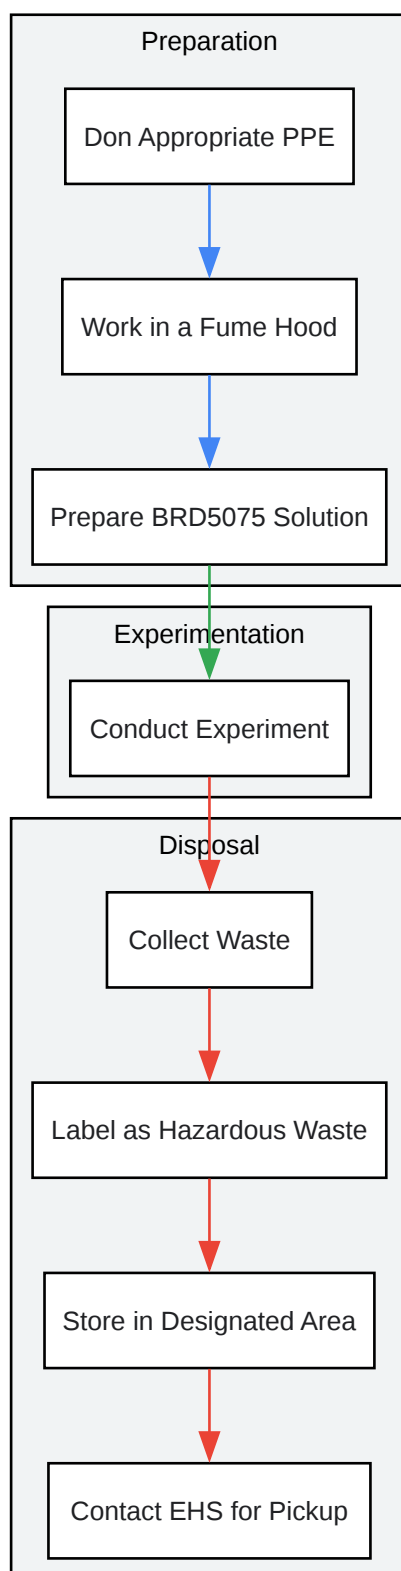 Preparation
Don Appropriate PPE
Work in a Fume Hood
Prepare BRD5075 Solution
Experimentation
Conduct Experiment
Disposal
Collect Waste
Label as Hazardous Waste
Store in Designated Area
Contact EHS for Pickup